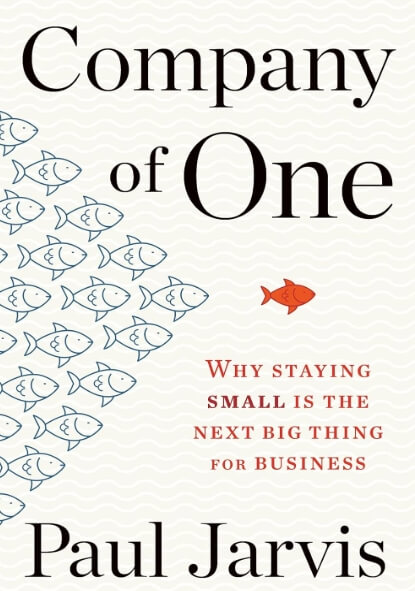 Company
of One
WHY STAYING
SMALL IS THE
NEXT BIG THING
FOR BUSINESS
Paul Jarvis